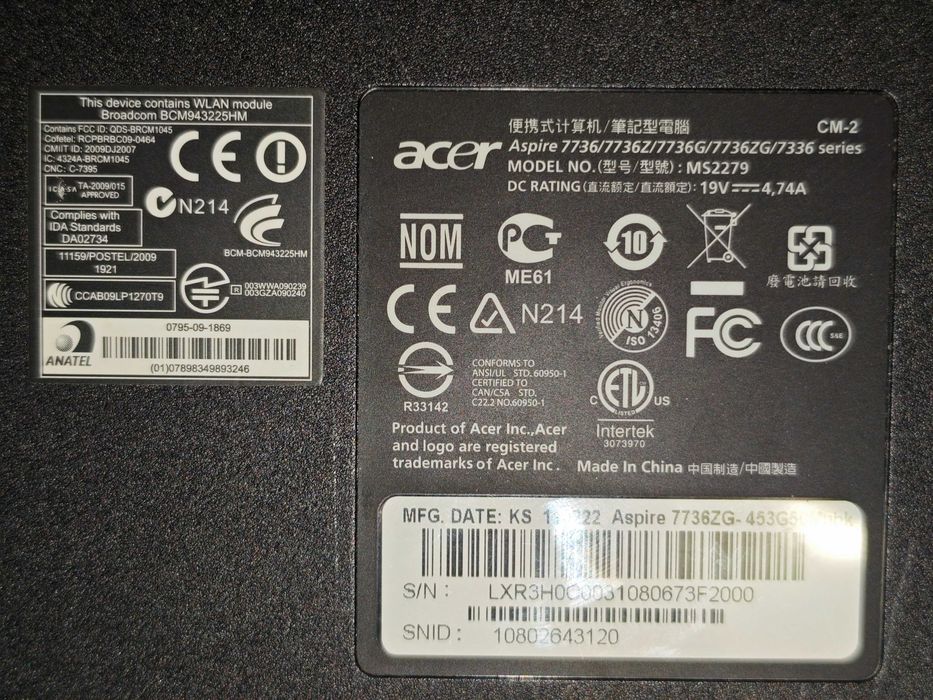 This device contains WLAN module
Broadcom BCM943225HM
Contains FCC ID: QDS-BRCM1045
Cofetel: RCPBRBC09-0464
CMIIT ID: 2009DJ2007
IC: 4324A-BRCM1045
CNC: C-7395
ICASA TA-2009/015
APPROVED
Complies with
IDA Standards
DA02734
11159/POSTEL/2009
1921
CCAB09LP1270T9
CE
N214
BCM-BCM943225HM
R 003WWA090239
003GZA090240
ANATEL
0795-09-1869
(01)07898349893246
acer
便携式计算机/筆記型電腦
CM-2
Aspire 7736/7736Z/7736G/7736ZG/7336 series
MODEL NO.(型号/型號) : MS2279
DC RATING(直流额定/直流額定): 19V 4,74A
NOM
PCT
ME61
10
廢電池請回收
CE
N214
N
ISO 13406
FC
CCC S&E
R33142
CONFORMS TO
ANSI/UL STD. 60950-1
CERTIFIED TO
CAN/CSA STD.
C22.2 NO.60950-1
C ETL US
LISTED
Intertek
3073970
Product of Acer Inc.,Acer
and logo are registered
trademarks of Acer Inc.
Made In China 中国制造/中國製造
MFG. DATE: KS Aspire 7736ZG-
S/N :
SNID : 10802643120